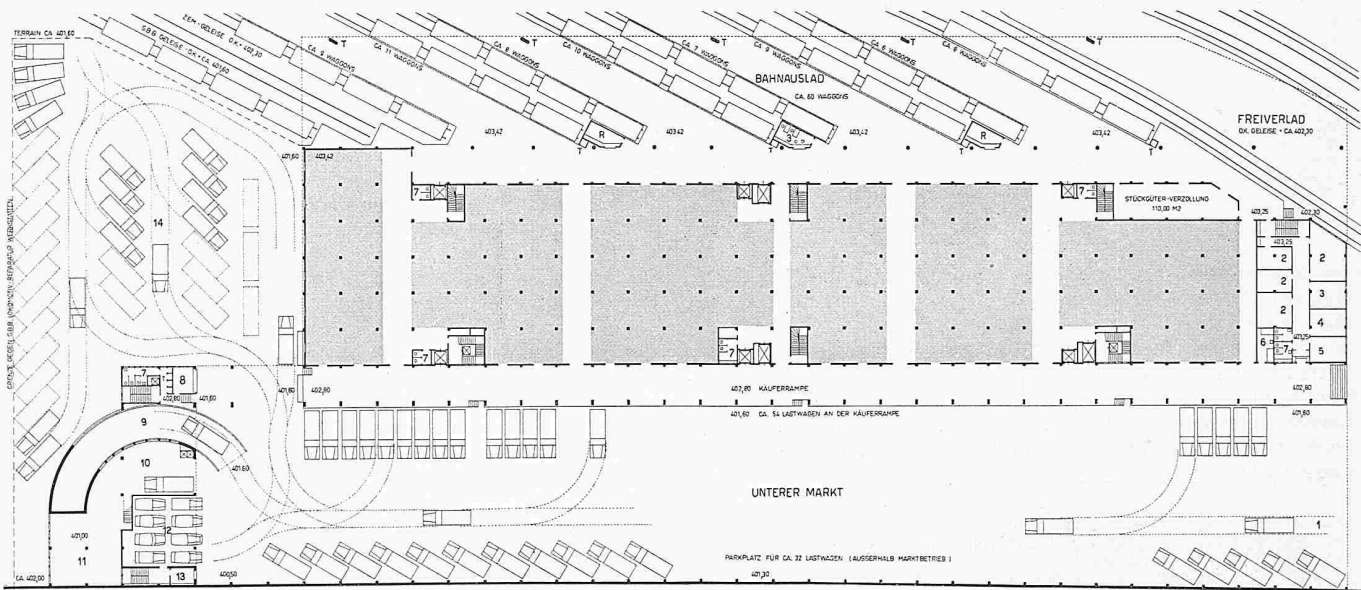 TERRAIN CA 401,60
ZEM-GELEISE O.K. • 402,30
S.B.B GELEISE - O.K. • CA 401,60
CA. 9 WAGGONS
CA 11 WAGGONS
CA. 8 WAGGONS
CA 10 WAGGONS
CA. 7 WAGGONS
CA 9 WAGGONS
CA 6 WAGGONS
CA 8 WAGGONS
T
T
T
T
T
BAHNAUSLAD
CA. 60 WAGGONS
FREIVERLAD
O.K. GELEISE • CA 402,30
403,42
403,42
403,42
403,42
R
3
R
T
T
T
T
401,60
403,42
7
7
STÜCKGÜTER-VERZOLLUNG
110,00 M2
403,25
402,30
403,25
2
2
2
2
3
4
5
6
7
403,25
14
7
7
7
8
402,80
401,60
401,60
402,80
402,80 KÄUFERRAMPE
402,80
401,60 CA. 54 LASTWAGEN AN DER KÄUFERRAMPE
401,60
9
401,60
10
12
401,00
11
13
CA. 402,00
400,50
UNTERER MARKT
1
PARKPLATZ FÜR CA. 32 LASTWAGEN (AUSSERHALB MARKTBETRIEB)
401,30